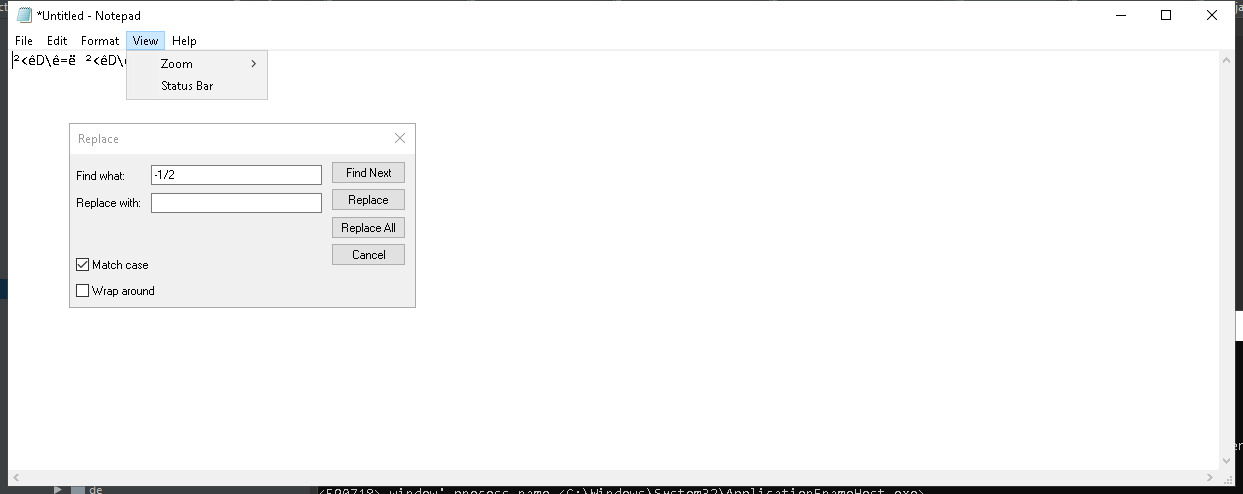 *Untitled - Notepad
File Edit Format View Help
²<êD\ê=ë ²<êD\
Zoom
Status Bar
Replace
Find what: -1/2 Find Next
Replace with: Replace
Replace All
Cancel
Match case
Wrap around
de
window' process name <C:\Windows\System32\ApplicationFrameHost.exe>